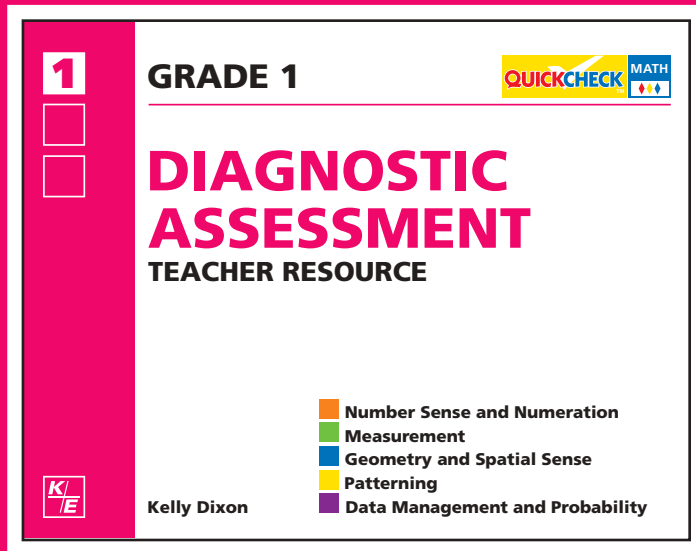 1
GRADE 1
QUICKCHECK MATH
DIAGNOSTIC
ASSESSMENT
TEACHER RESOURCE
Number Sense and Numeration
Measurement
Geometry and Spatial Sense
Patterning
Data Management and Probability
K/E
Kelly Dixon